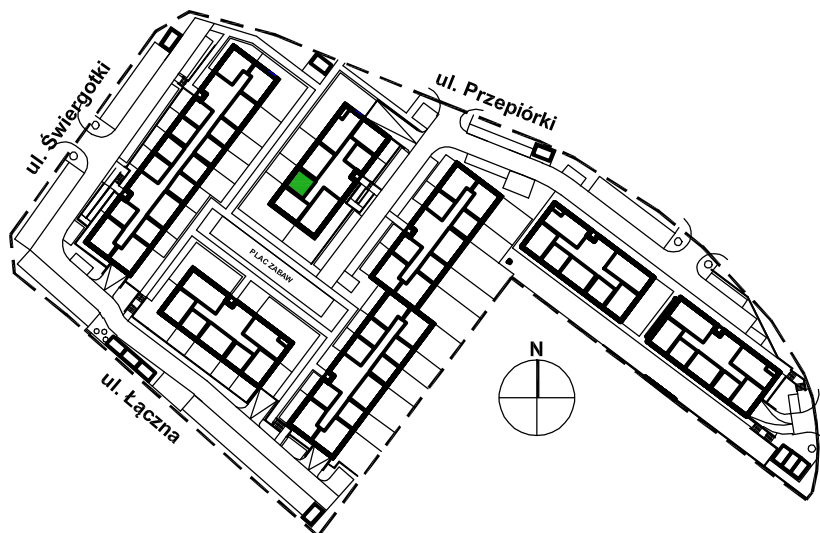 ul. Świergotki
ul. Przepiórki
PLAC ZABAW
N
ul. Łączna